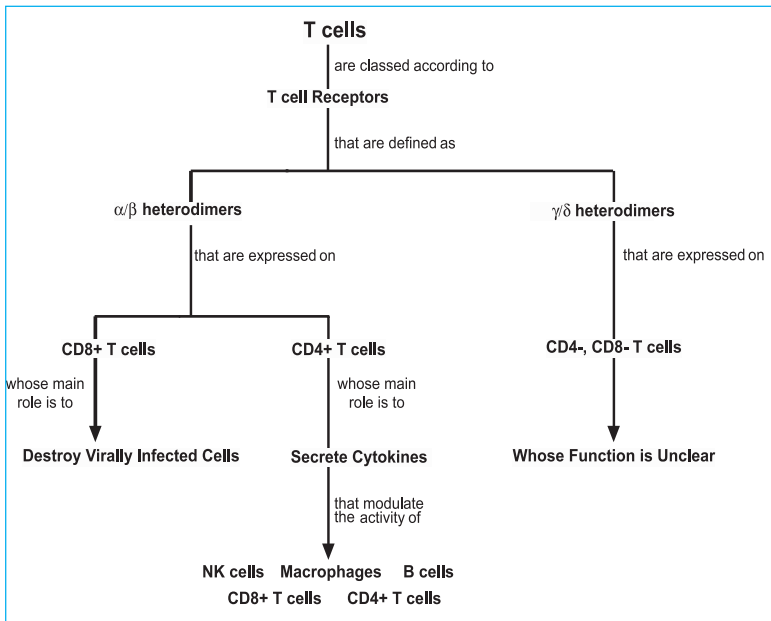 T cells
are classed according to
T cell Receptors
that are defined as
α/β heterodimers
γ/δ heterodimers
that are expressed on
that are expressed on
CD8+ T cells
CD4+ T cells
CD4-, CD8- T cells
whose main
role is to
whose main
role is to
Destroy Virally Infected Cells
Secrete Cytokines
Whose Function is Unclear
that modulate
the activity of
NK cells Macrophages B cells
CD8+ T cells CD4+ T cells